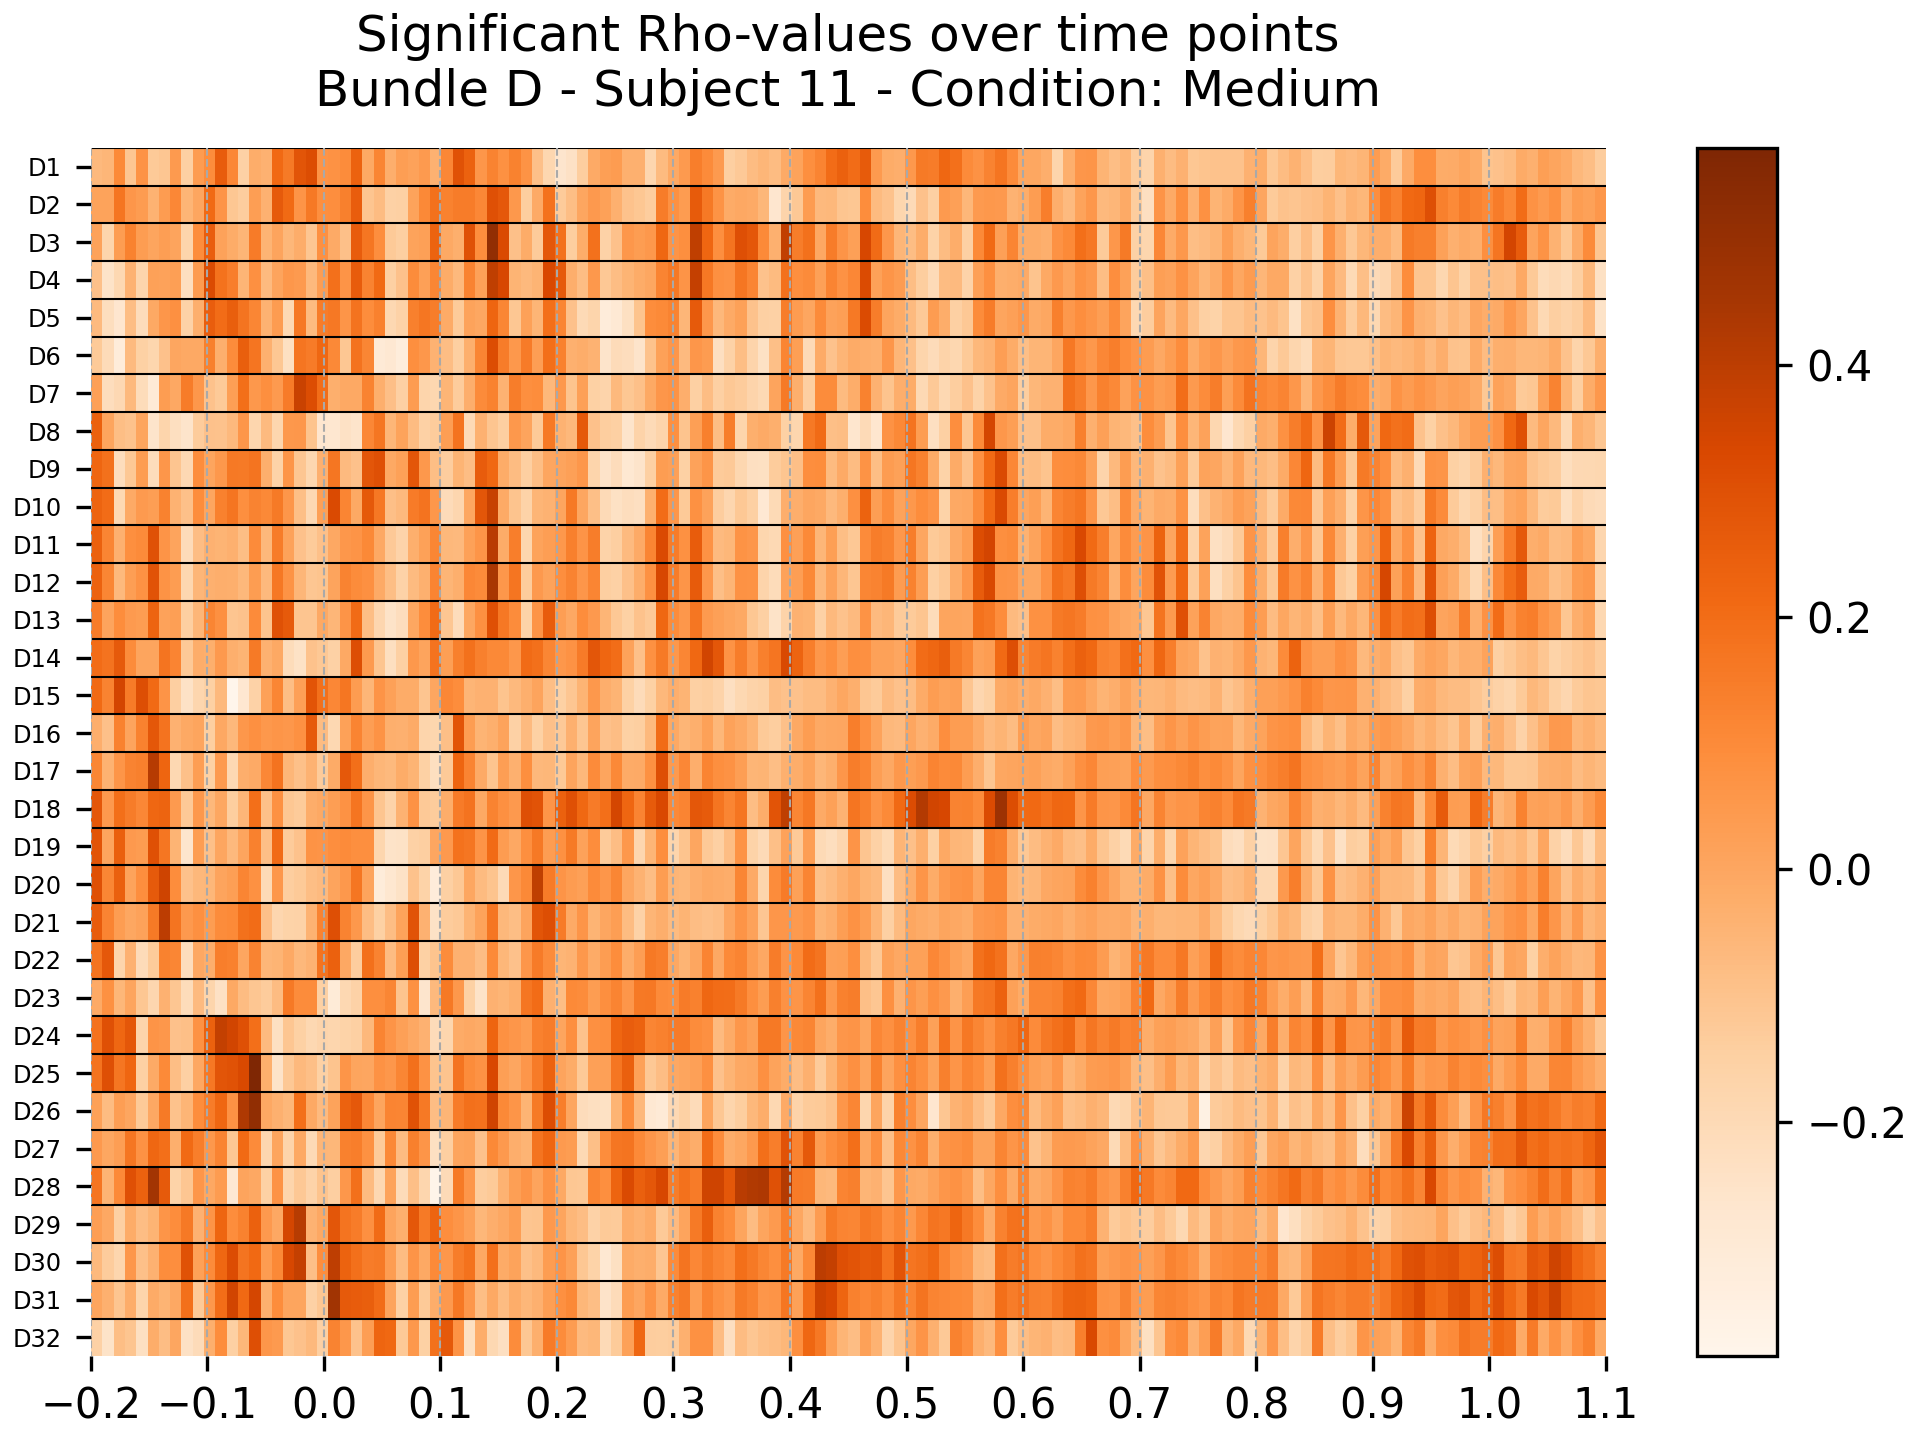 Significant Rho-values over time points
Bundle D - Subject 11 - Condition: Medium
D1
D2
D3
D4
D5
D6
D7
D8
D9
D10
D11
D12
D13
D14
D15
D16
D17
D18
D19
D20
D21
D22
D23
D24
D25
D26
D27
D28
D29
D30
D31
D32
−0.2 −0.1 0.0 0.1 0.2 0.3 0.4 0.5 0.6 0.7 0.8 0.9 1.0 1.1
0.4
0.2
0.0
−0.2